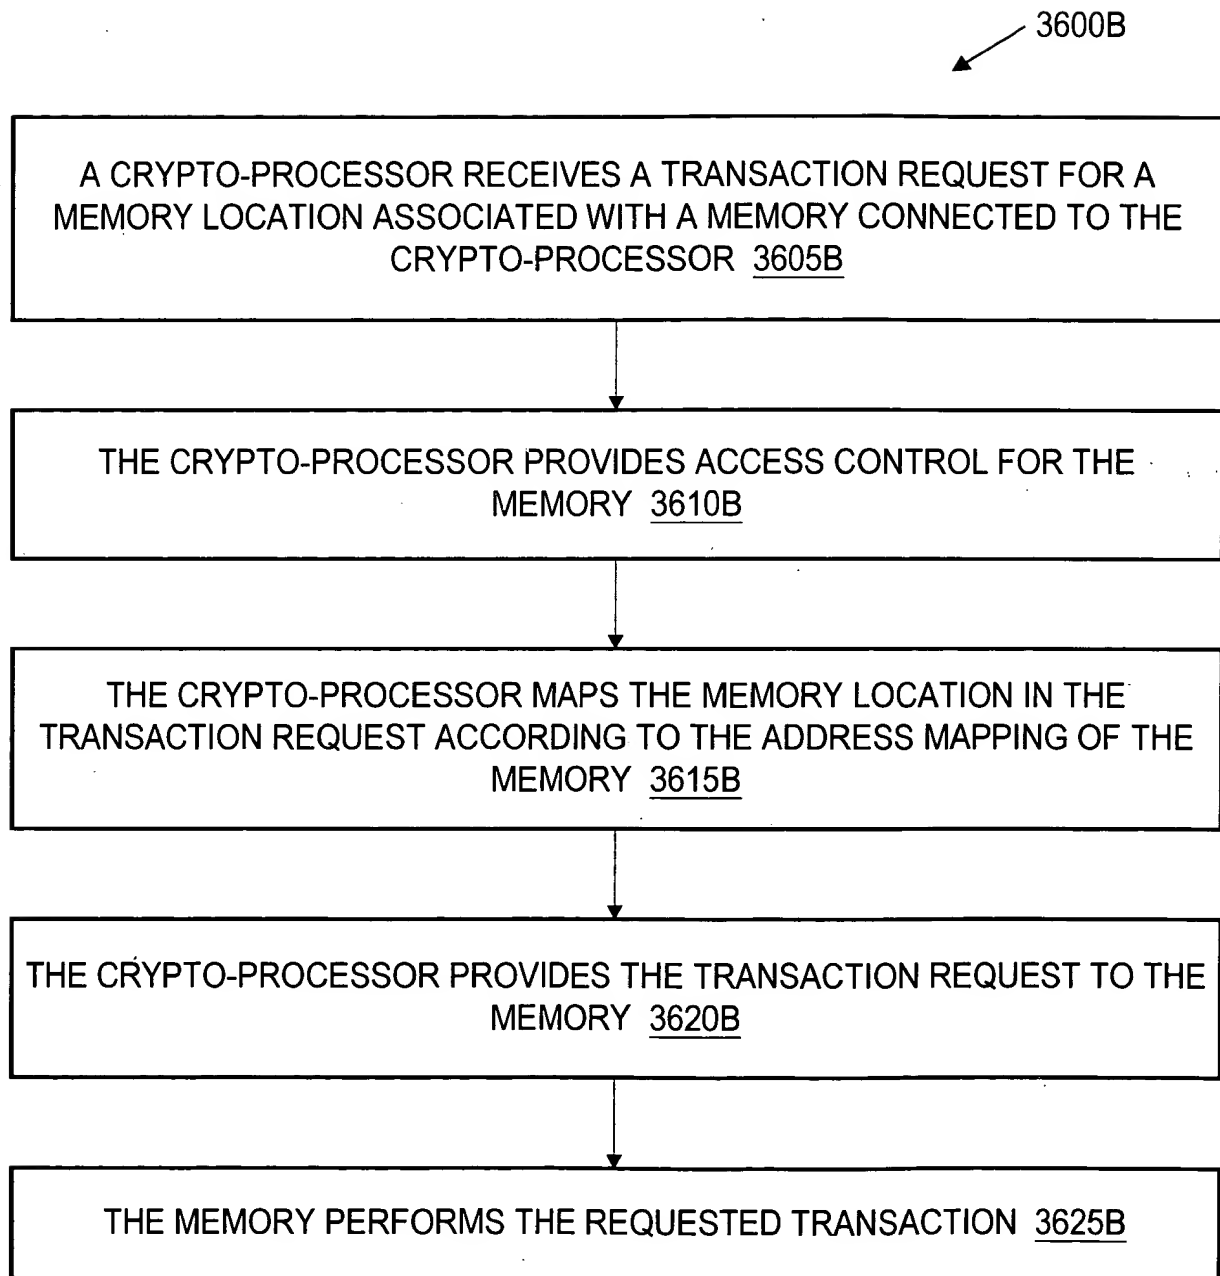 3600B
A CRYPTO-PROCESSOR RECEIVES A TRANSACTION REQUEST FOR A
MEMORY LOCATION ASSOCIATED WITH A MEMORY CONNECTED TO THE
CRYPTO-PROCESSOR 3605B
THE CRYPTO-PROCESSOR PROVIDES ACCESS CONTROL FOR THE
MEMORY 3610B
THE CRYPTO-PROCESSOR MAPS THE MEMORY LOCATION IN THE
TRANSACTION REQUEST ACCORDING TO THE ADDRESS MAPPING OF THE
MEMORY 3615B
THE CRYPTO-PROCESSOR PROVIDES THE TRANSACTION REQUEST TO THE
MEMORY 3620B
THE MEMORY PERFORMS THE REQUESTED TRANSACTION 3625B